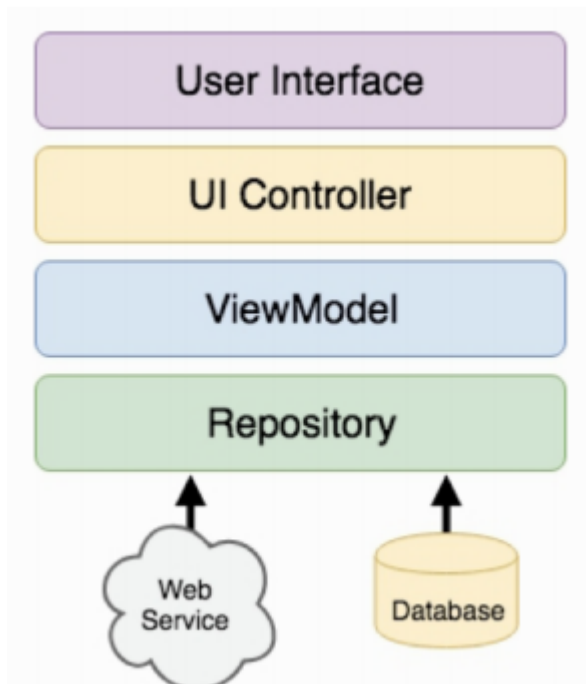 User Interface
UI Controller
ViewModel
Repository
Web
Service
Database